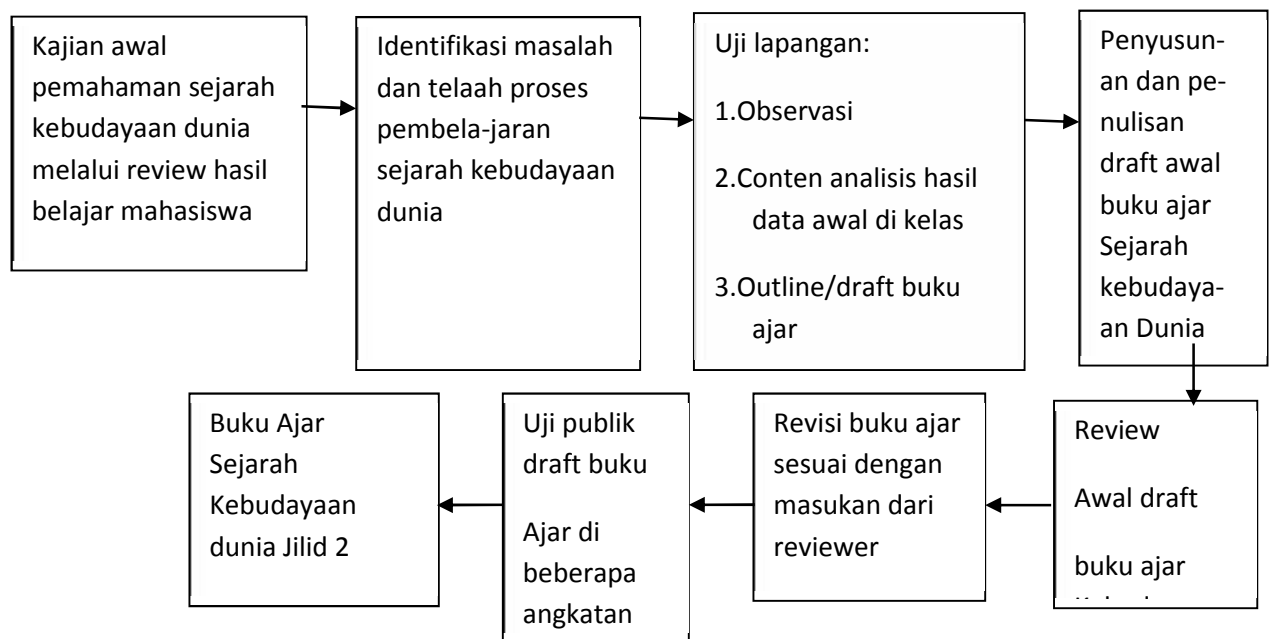 Kajian awal
pemahaman sejarah
kebudayaan dunia
melalui review hasil
belajar mahasiswa
Identifikasi masalah
dan telaah proses
pembela-jaran
sejarah kebudayaan
dunia
Uji lapangan:
1.Observasi
2.Conten analisis hasil
data awal di kelas
3.Outline/draft buku
ajar
Penyusun-
an dan pe-
nulisan
draft awal
buku ajar
Sejarah
kebudaya-
an Dunia
Review
Awal draft
buku ajar
Revisi buku ajar
sesuai dengan
masukan dari
reviewer
Uji publik
draft buku
Ajar di
beberapa
angkatan
Buku Ajar
Sejarah
Kebudayaan
dunia Jilid 2